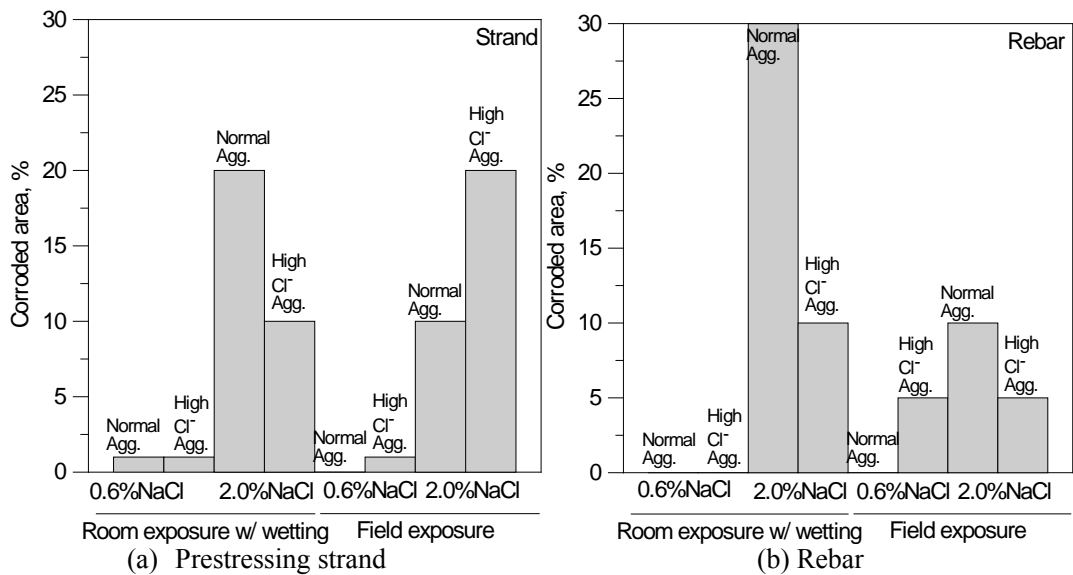 Strand
Corroded area, %
30
25
20
15
10
5
0
Normal
Agg.
High
Cl-
Agg.
Normal
Agg.
High
Cl-
Agg.
Normal
Agg.
High
Cl-
Agg.
Normal
Agg.
High
Cl-
Agg.
0.6%NaCl 2.0%NaCl 0.6%NaCl 2.0%NaCl
Room exposure w/ wetting Field exposure
(a) Prestressing strand
Rebar
Corroded area, %
30
25
20
15
10
5
0
Normal
Agg.
High
Cl-
Agg.
Normal
Agg.
High
Cl-
Agg.
Normal
Agg.
High
Cl-
Agg.
Normal
Agg.
High
Cl-
Agg.
0.6%NaCl 2.0%NaCl 0.6%NaCl 2.0%NaCl
Room exposure w/ wetting Field exposure
(b) Rebar